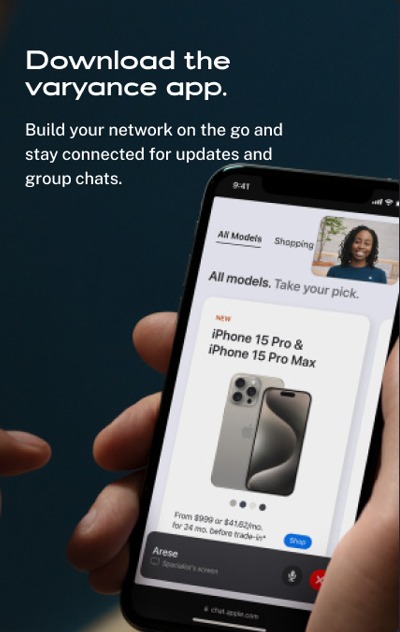 Download the
varyance app.
Build your network on the go and
stay connected for updates and
group chats.
9:41
All Models Shopping
All models. Take your pick.
NEW
iPhone 15 Pro &
iPhone 15 Pro Max
From $999 or $41.62/mo.
for 24 mo. before trade-in*
Shop
Arese
Specialist's screen
chat.apple.com